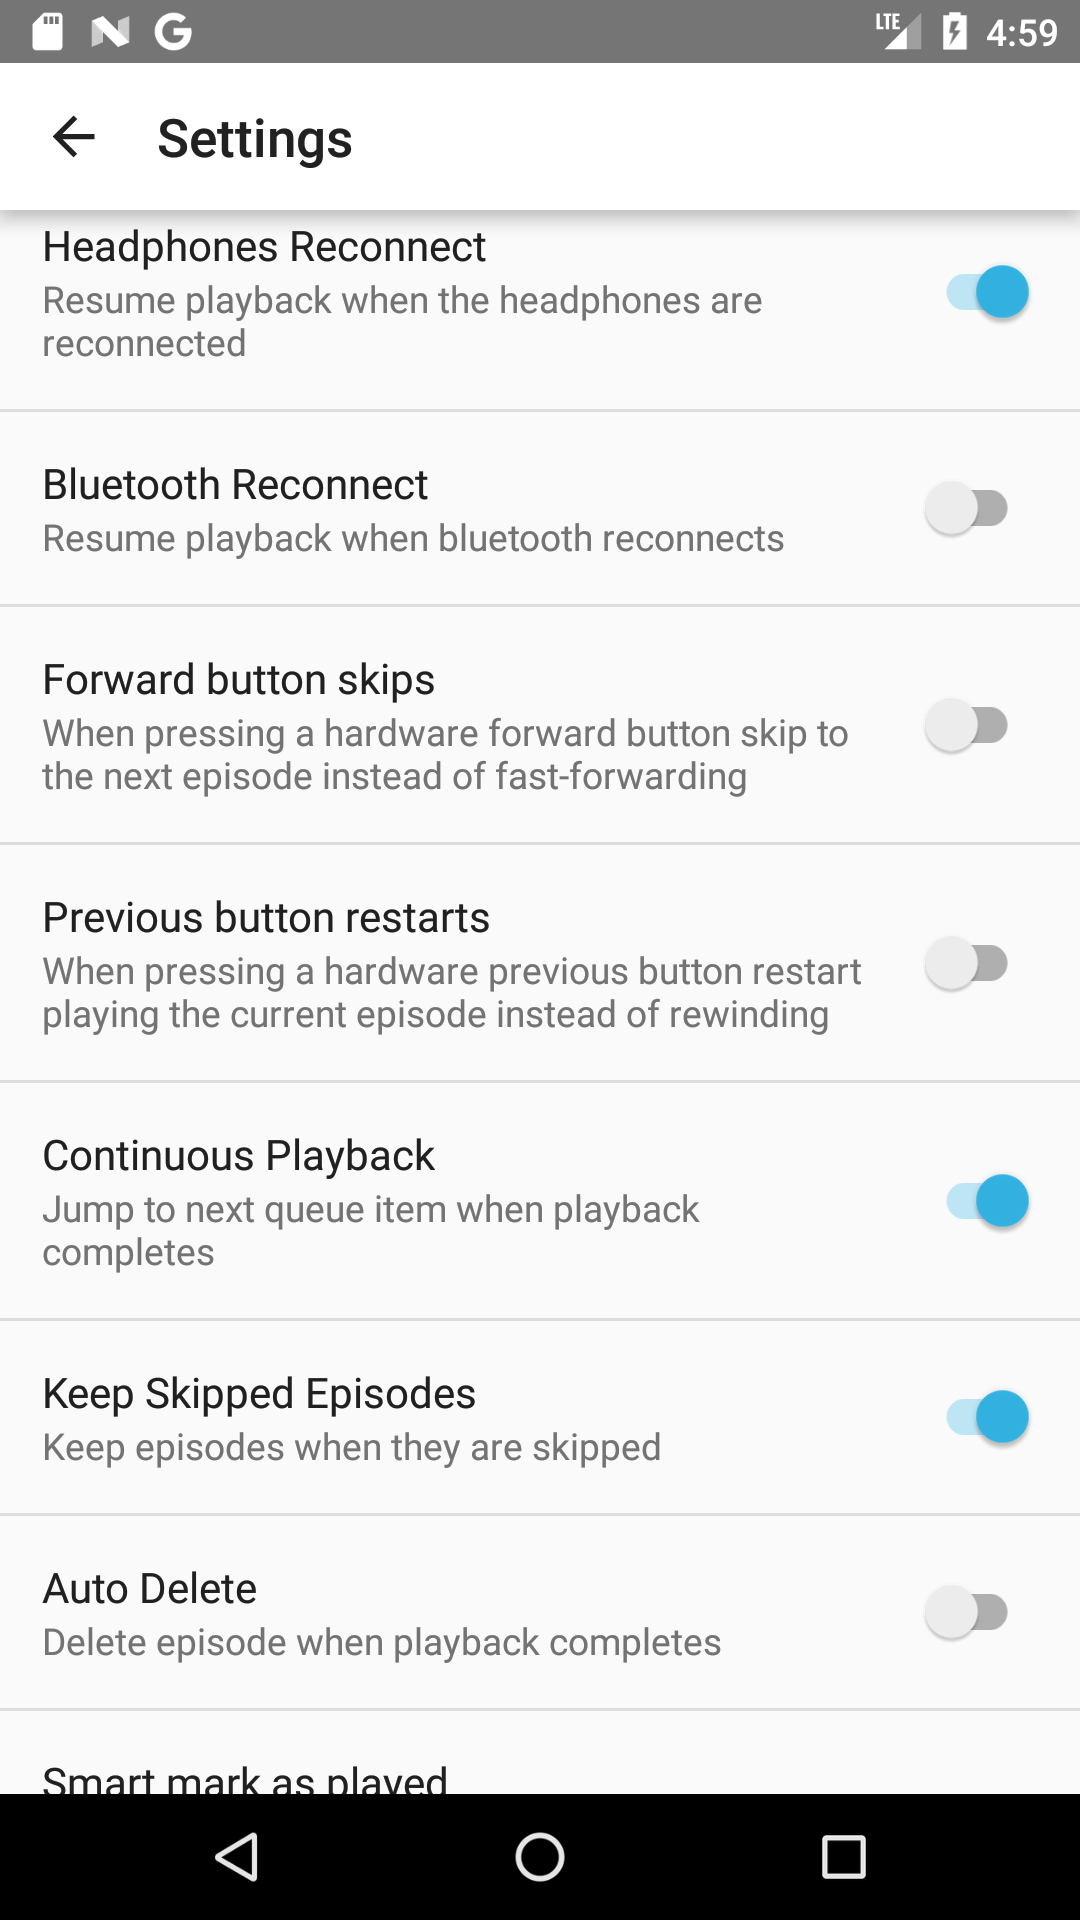 LTE 4:59
Settings
Headphones Reconnect
Resume playback when the headphones are
reconnected
Bluetooth Reconnect
Resume playback when bluetooth reconnects
Forward button skips
When pressing a hardware forward button skip to
the next episode instead of fast-forwarding
Previous button restarts
When pressing a hardware previous button restart
playing the current episode instead of rewinding
Continuous Playback
Jump to next queue item when playback
completes
Keep Skipped Episodes
Keep episodes when they are skipped
Auto Delete
Delete episode when playback completes
Smart mark as played